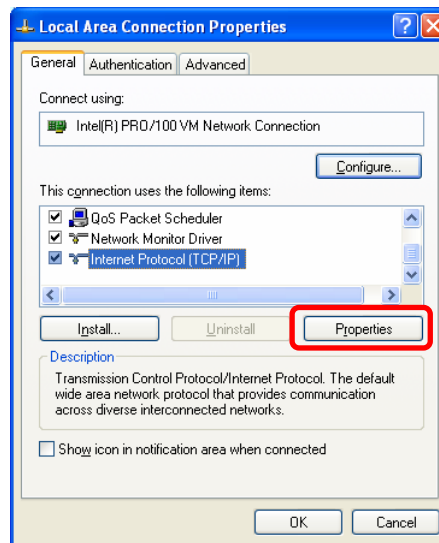 Local Area Connection Properties
General Authentication Advanced
Connect using:
Intel(R) PRO/100 VM Network Connection
Configure...
This connection uses the following items:
QoS Packet Scheduler
Network Monitor Driver
Internet Protocol (TCP/IP)
Install... Uninstall Properties
Description
Transmission Control Protocol/Internet Protocol. The default
wide area network protocol that provides communication
across diverse interconnected networks.
Show icon in notification area when connected
OK Cancel